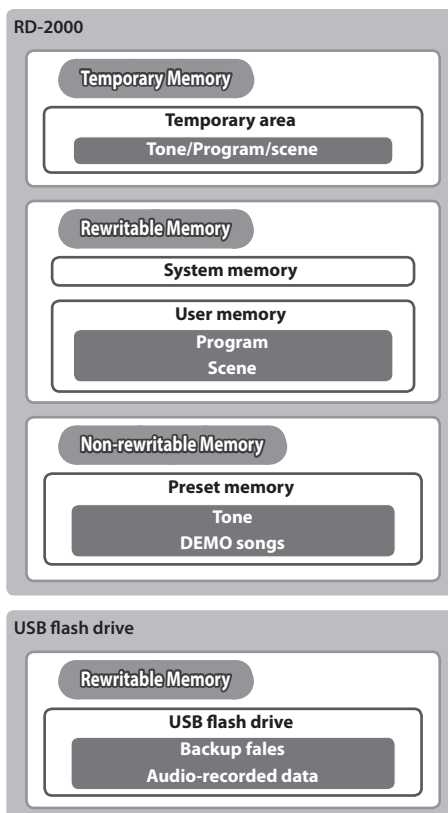 RD-2000
Temporary Memory
Temporary area
Tone/Program/scene
Rewritable Memory
System memory
User memory
Program
Scene
Non-rewritable Memory
Preset memory
Tone
DEMO songs
USB flash drive
Rewritable Memory
USB flash drive
Backup fales
Audio-recorded data